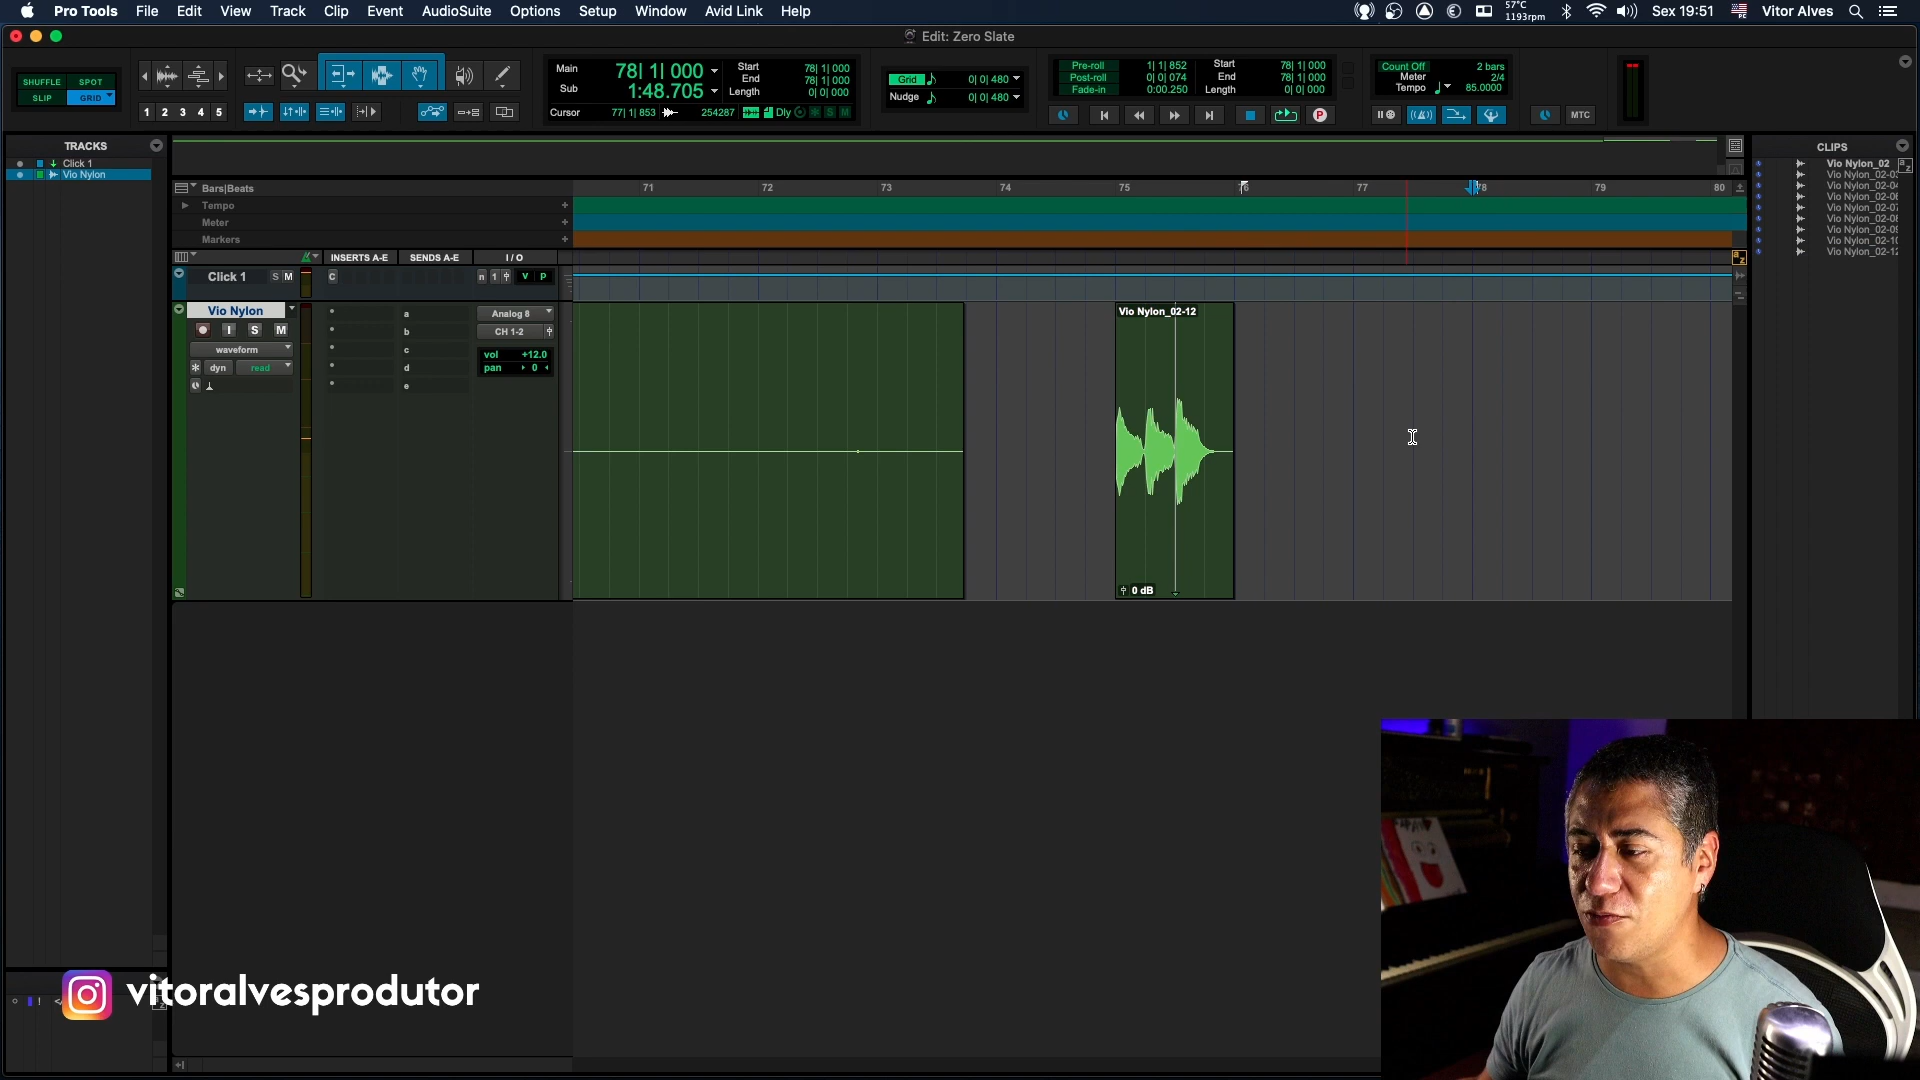 Pro Tools File Edit View Track Clip Event AudioSuite Options Setup Window Avid Link Help
57°C
1193rpm
Sex 19:51 Vitor Alves
Edit: Zero Slate
SHUFFLE SPOT
SLIP GRID
1 2 3 4 5
Main 78| 1| 000
Sub 1:48.705
Start 78| 1| 000
End 78| 1| 000
Length 0| 0| 000
Cursor 77| 1| 853 254287 Dly S M
Grid 0| 0| 480
Nudge 0| 0| 480
Pre-roll 1| 1| 852
Post-roll 0| 0| 074
Fade-in 0:00.250
Start 78| 1| 000
End 78| 1| 000
Length 0| 0| 000
P
Count Off 2 bars
Meter 2/4
Tempo 85.0000
MTC
TRACKS
Click 1
Vio Nylon
Bars|Beats 71 72 73 74 75 76 77 78 79 80
Tempo
Meter
Markers
INSERTS A-E SENDS A-E I / O
Click 1 S M C n 1 v p
Vio Nylon
I S M
waveform
dyn read
a
b
c
d
e
Analog 8
CH 1-2
vol +12.0
pan 0
Vio Nylon_02-12
0 dB
CLIPS
a z
Vio Nylon_02
Vio Nylon_02-03
Vio Nylon_02-04
Vio Nylon_02-06
Vio Nylon_02-07
Vio Nylon_02-08
Vio Nylon_02-09
Vio Nylon_02-10
Vio Nylon_02-12
vitoralvesprodutor